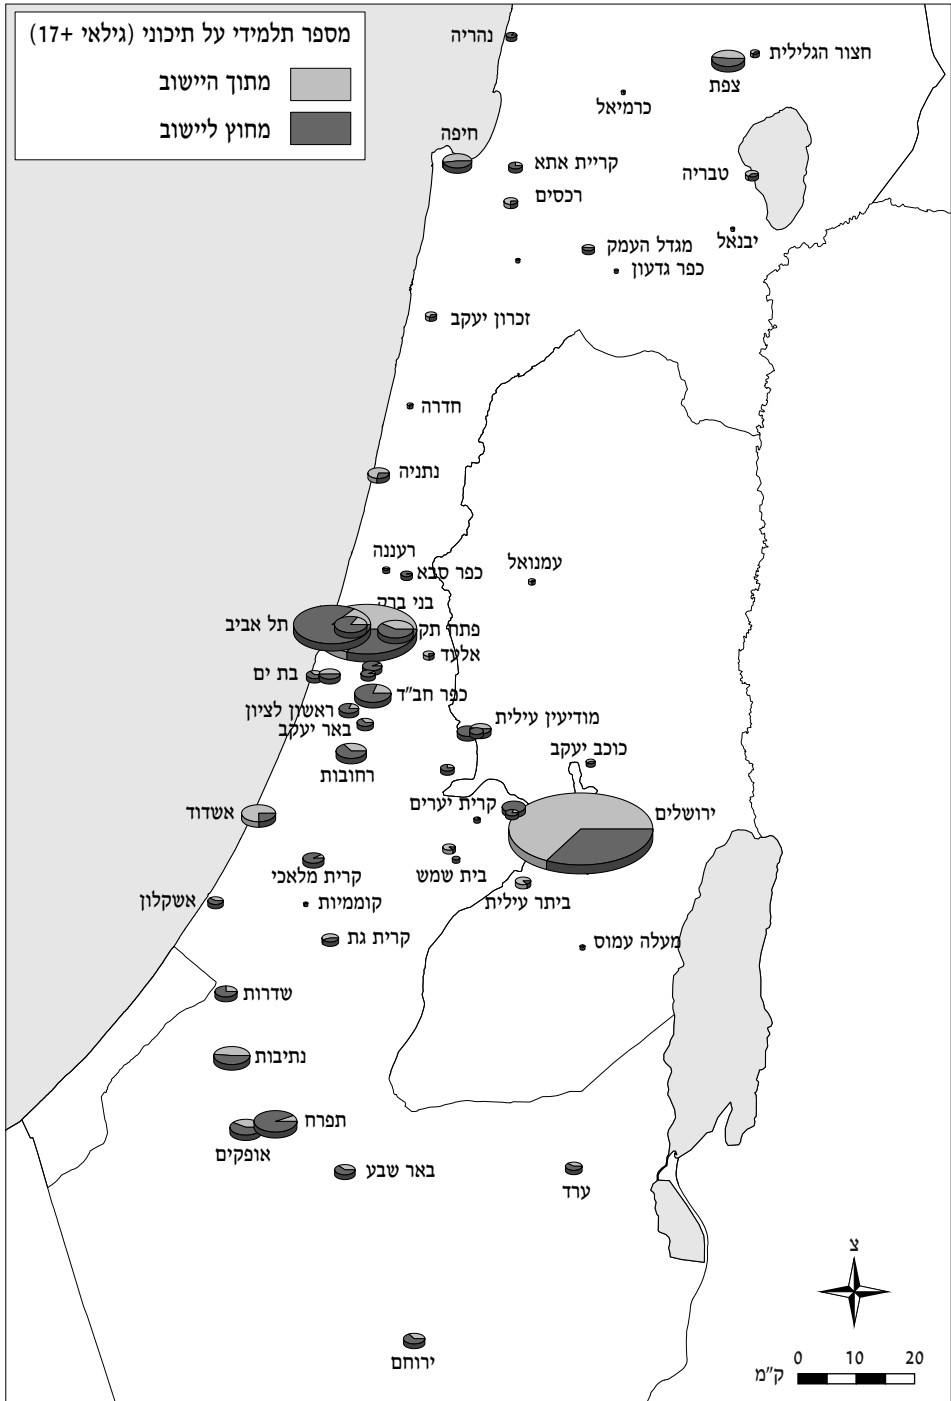 מספר תלמידי על תיכוני (גילאי 17+)
מתוך היישוב
מחוץ ליישוב
נהריה
חצור הגלילית
צפת
כרמיאל
חיפה
קריית אתא
טבריה
רכסים
יבנאל
מגדל העמק
כפר גדעון
זכרון יעקב
חדרה
נתניה
רעננה
כפר סבא
עמנואל
בני ברק
תל אביב
פתח תק
אלעד
בת ים
כפר חב"ד
ראשון לציון
מודיעין עילית
באר יעקב
כוכב יעקב
רחובות
קרית יערים
ירושלים
אשדוד
קרית מלאכי
בית שמש
אשקלון
קוממיות
ביתר עילית
קרית גת
מעלה עמוס
שדרות
נתיבות
תפרח
אופקים
באר שבע
ערד
צ
ירוחם
0 10 20
ק"מ